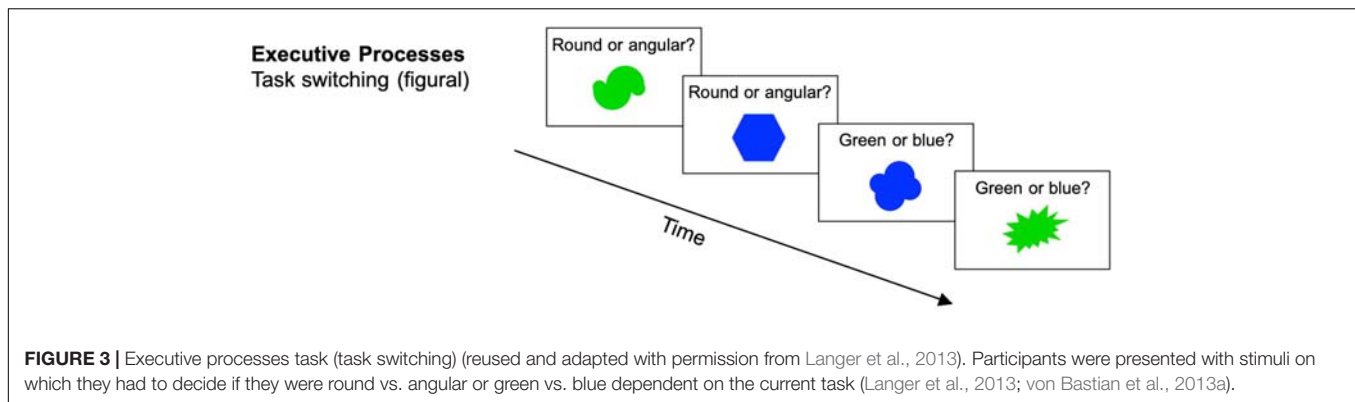 Executive Processes
Task switching (figural)
Round or angular?
Round or angular?
Green or blue?
Green or blue?
Time
FIGURE 3 | Executive processes task (task switching) (reused and adapted with permission from Langer et al., 2013). Participants were presented with stimuli on
which they had to decide if they were round vs. angular or green vs. blue dependent on the current task (Langer et al., 2013; von Bastian et al., 2013a).